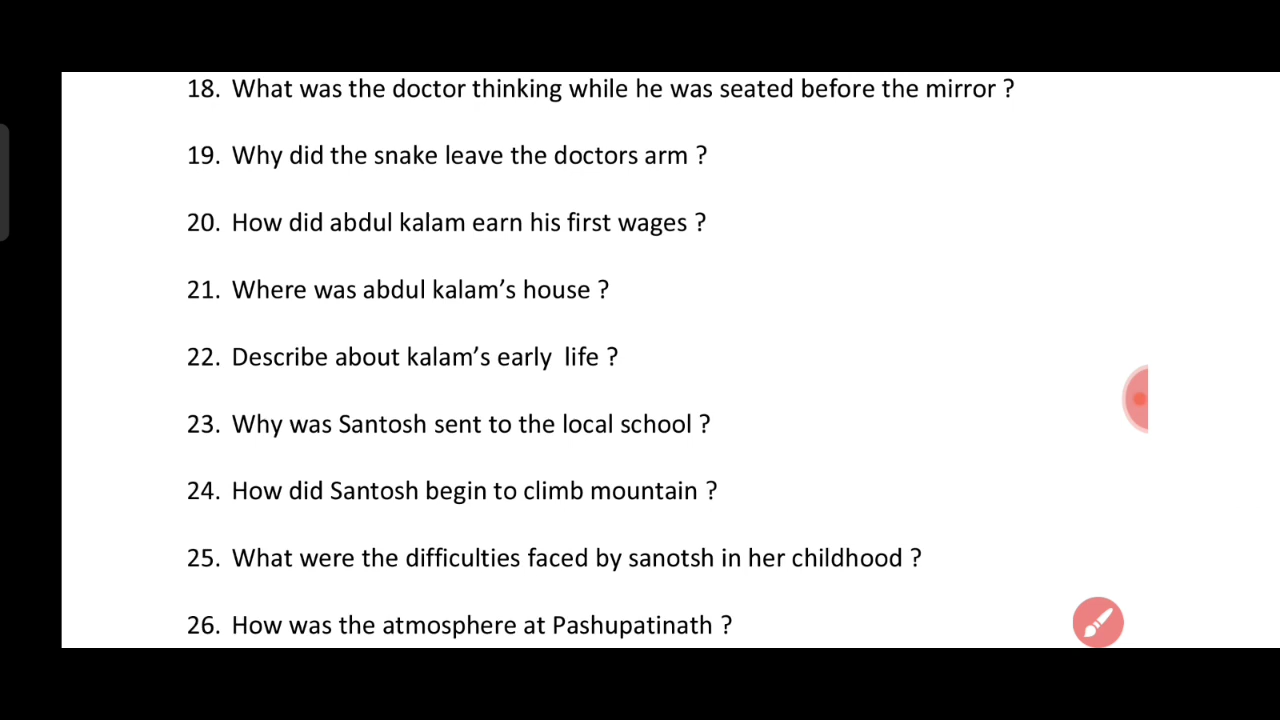 18. What was the doctor thinking while he was seated before the mirror ?
19. Why did the snake leave the doctors arm ?
20. How did abdul kalam earn his first wages ?
21. Where was abdul kalam’s house ?
22. Describe about kalam’s early  life ?
23. Why was Santosh sent to the local school ?
24. How did Santosh begin to climb mountain ?
25. What were the difficulties faced by sanotsh in her childhood ?
26. How was the atmosphere at Pashupatinath ?